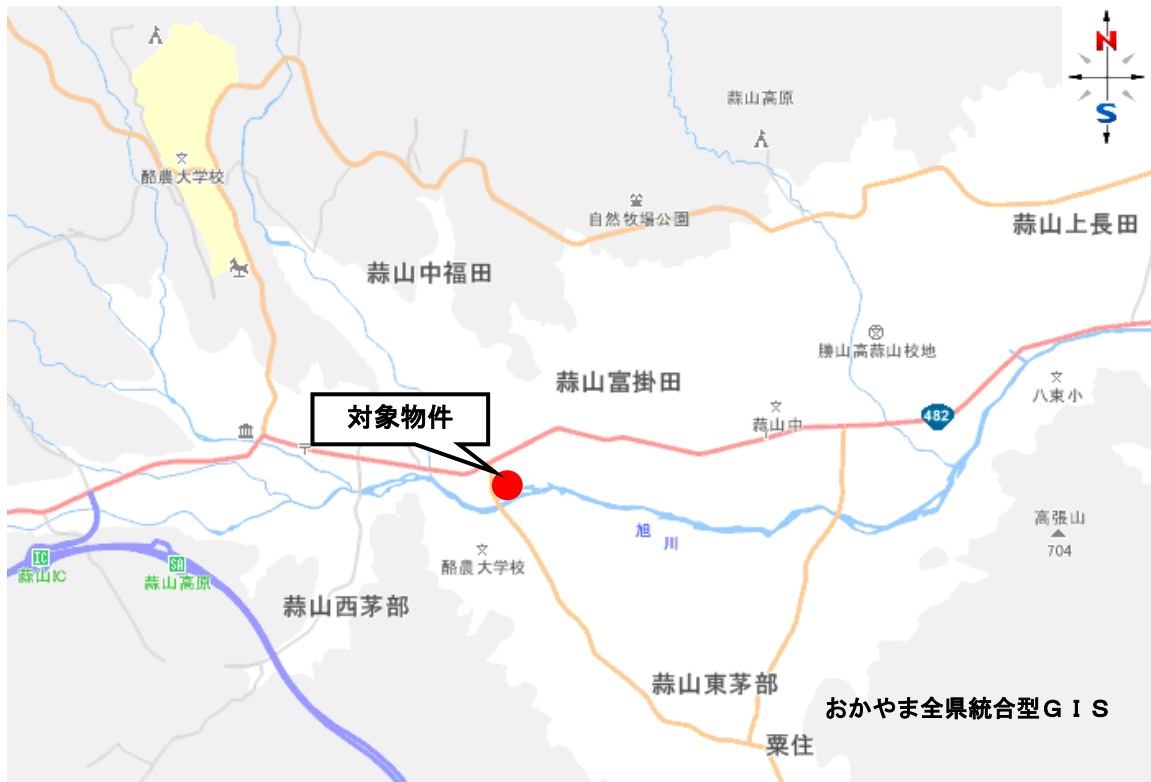 N
S
蒜山高原
酪農大学校
自然牧場公園
蒜山上長田
蒜山中福田
勝山高蒜山校地
蒜山富掛田
八束小
対象物件
482
蒜山中
〒
高張山
704
旭川
酪農大学校
IC
蒜山IC
SA
蒜山高原
蒜山西茅部
蒜山東茅部
おかやま全県統合型ＧＩＳ
粟住